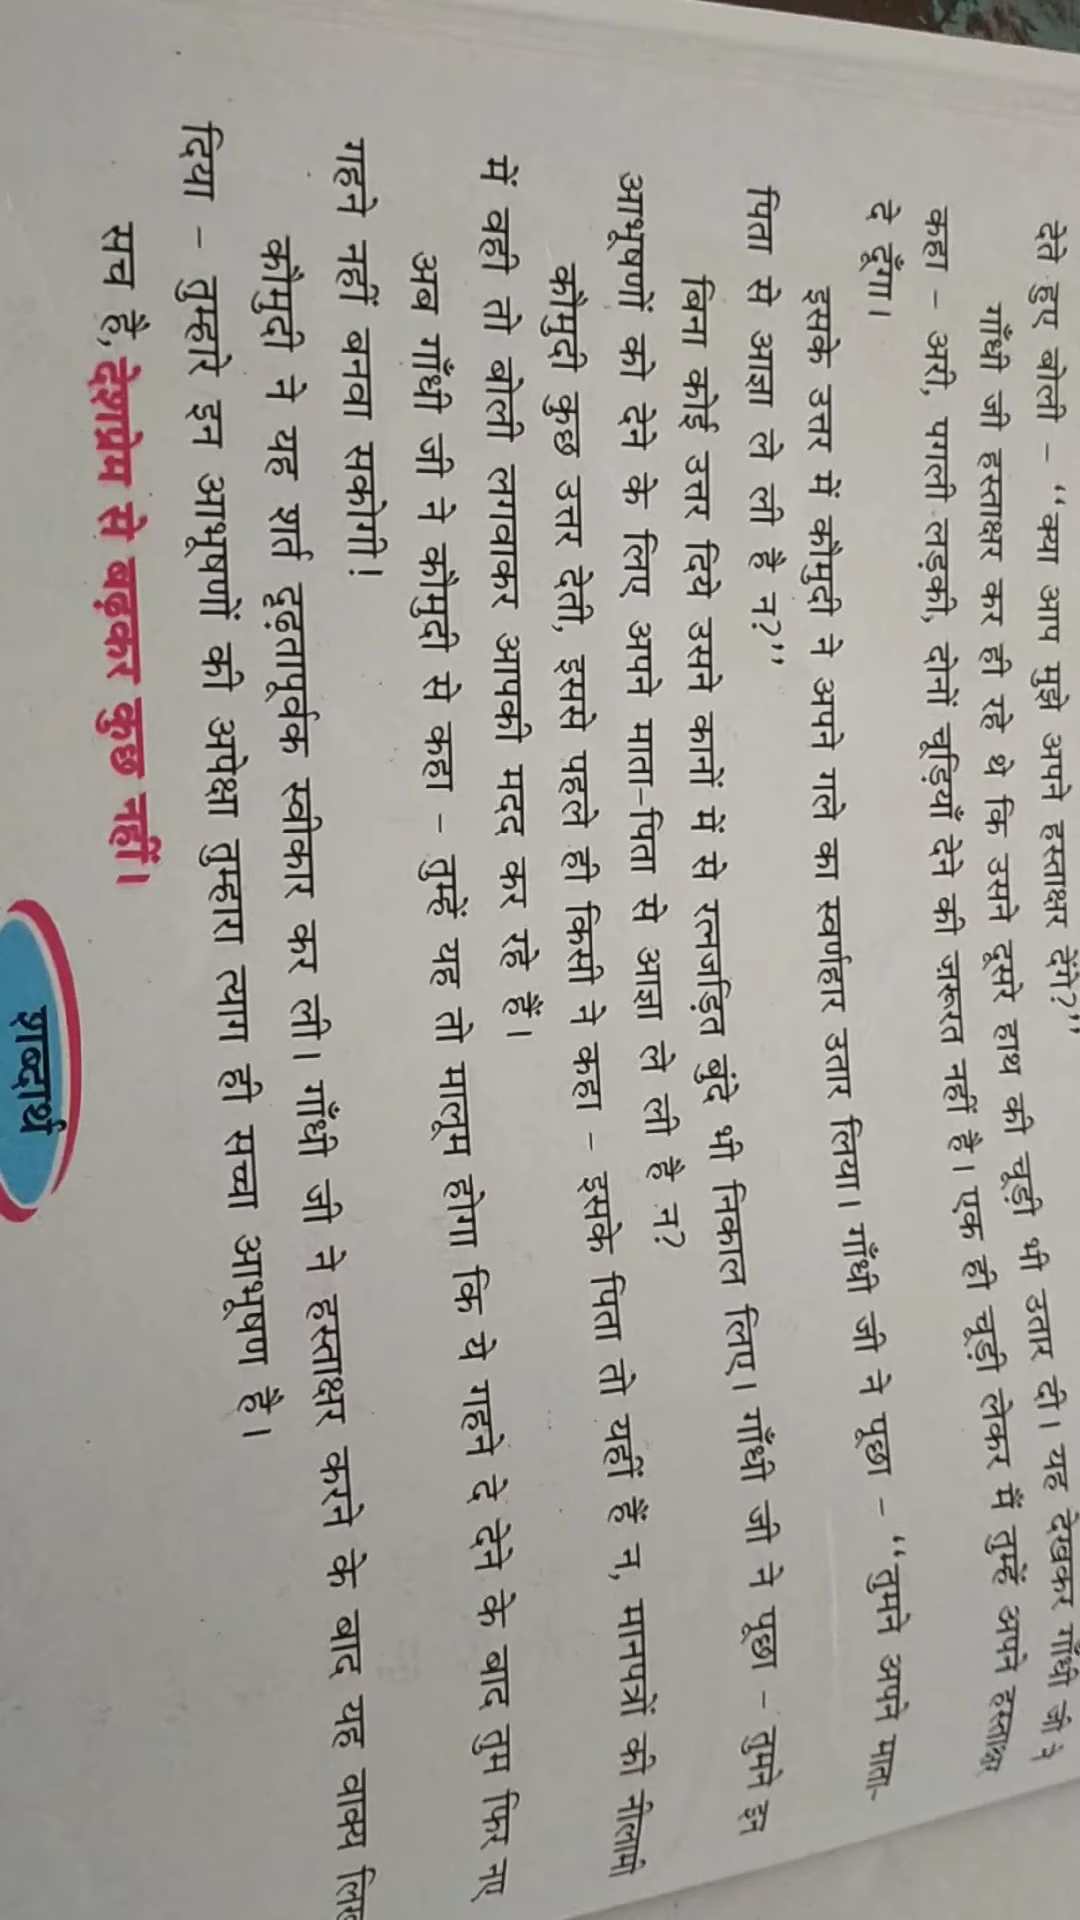 देते हुए बोली - “क्या आप मुझे अपने हस्ताक्षर देंगे?”
गाँधी जी हस्ताक्षर कर ही रहे थे कि उसने दूसरे हाथ की चूड़ी भी उतार दी। यह देखकर गाँधी जी ने
कहा - अरी, पगली लड़की, दोनों चूड़ियाँ देने की ज़रूरत नहीं है। एक ही चूड़ी लेकर मैं तुम्हें अपने हस्ताक्षर
दे दूँगा।
इसके उत्तर में कौमुदी ने अपने गले का स्वर्णहार उतार लिया। गाँधी जी ने पूछा - “तुमने अपने माता-
पिता से आज्ञा ले ली है न?”
बिना कोई उत्तर दिये उसने कानों में से रत्नजड़ित बुंदे भी निकाल लिए। गाँधी जी ने पूछा - तुमने इन
आभूषणों को देने के लिए अपने माता-पिता से आज्ञा ले ली है न?
कौमुदी कुछ उत्तर देती, इससे पहले ही किसी ने कहा - इसके पिता तो यहीं हैं न, मानपत्रों की नीलामी
में वही तो बोली लगवाकर आपकी मदद कर रहे हैं।
अब गाँधी जी ने कौमुदी से कहा - तुम्हें यह तो मालूम होगा कि ये गहने दे देने के बाद तुम फिर नए
गहने नहीं बनवा सकोगी!
कौमुदी ने यह शर्त दृढ़तापूर्वक स्वीकार कर ली। गाँधी जी ने हस्ताक्षर करने के बाद यह वाक्य लिख
दिया - तुम्हारे इन आभूषणों की अपेक्षा तुम्हारा त्याग ही सच्चा आभूषण है।
सच है, देशप्रेम से बढ़कर कुछ नहीं।
शब्दार्थ